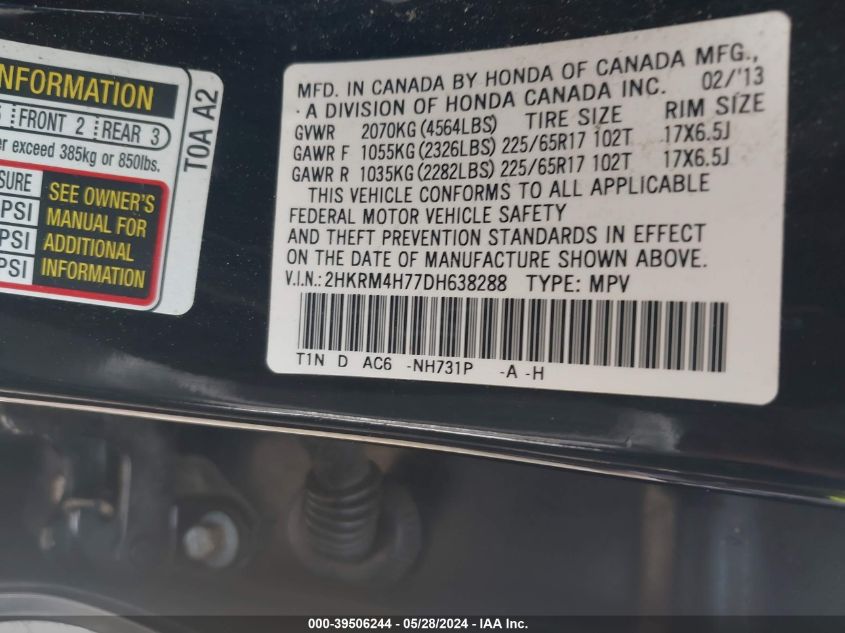 NFORMATION
FRONT 2 REAR 3
er exceed 385kg or 850lbs.
SURE
PSI
PSI
PSI
SEE OWNER'S
MANUAL FOR
ADDITIONAL
INFORMATION
T0A A2
MFD. IN CANADA BY HONDA OF CANADA MFG.,
A DIVISION OF HONDA CANADA INC. 02/'13
GVWR 2070KG (4564LBS) TIRE SIZE RIM SIZE
GAWR F 1055KG (2326LBS) 225/65R17 102T 17X6.5J
GAWR R 1035KG (2282LBS) 225/65R17 102T 17X6.5J
THIS VEHICLE CONFORMS TO ALL APPLICABLE
FEDERAL MOTOR VEHICLE SAFETY
AND THEFT PREVENTION STANDARDS IN EFFECT
ON THE DATE OF MANUFACTURE SHOWN ABOVE.
V.I.N.: 2HKRM4H77DH638288 TYPE: MPV
T1N D AC6 -NH731P -A -H
000-39506244 - 05/28/2024 - IAA Inc.